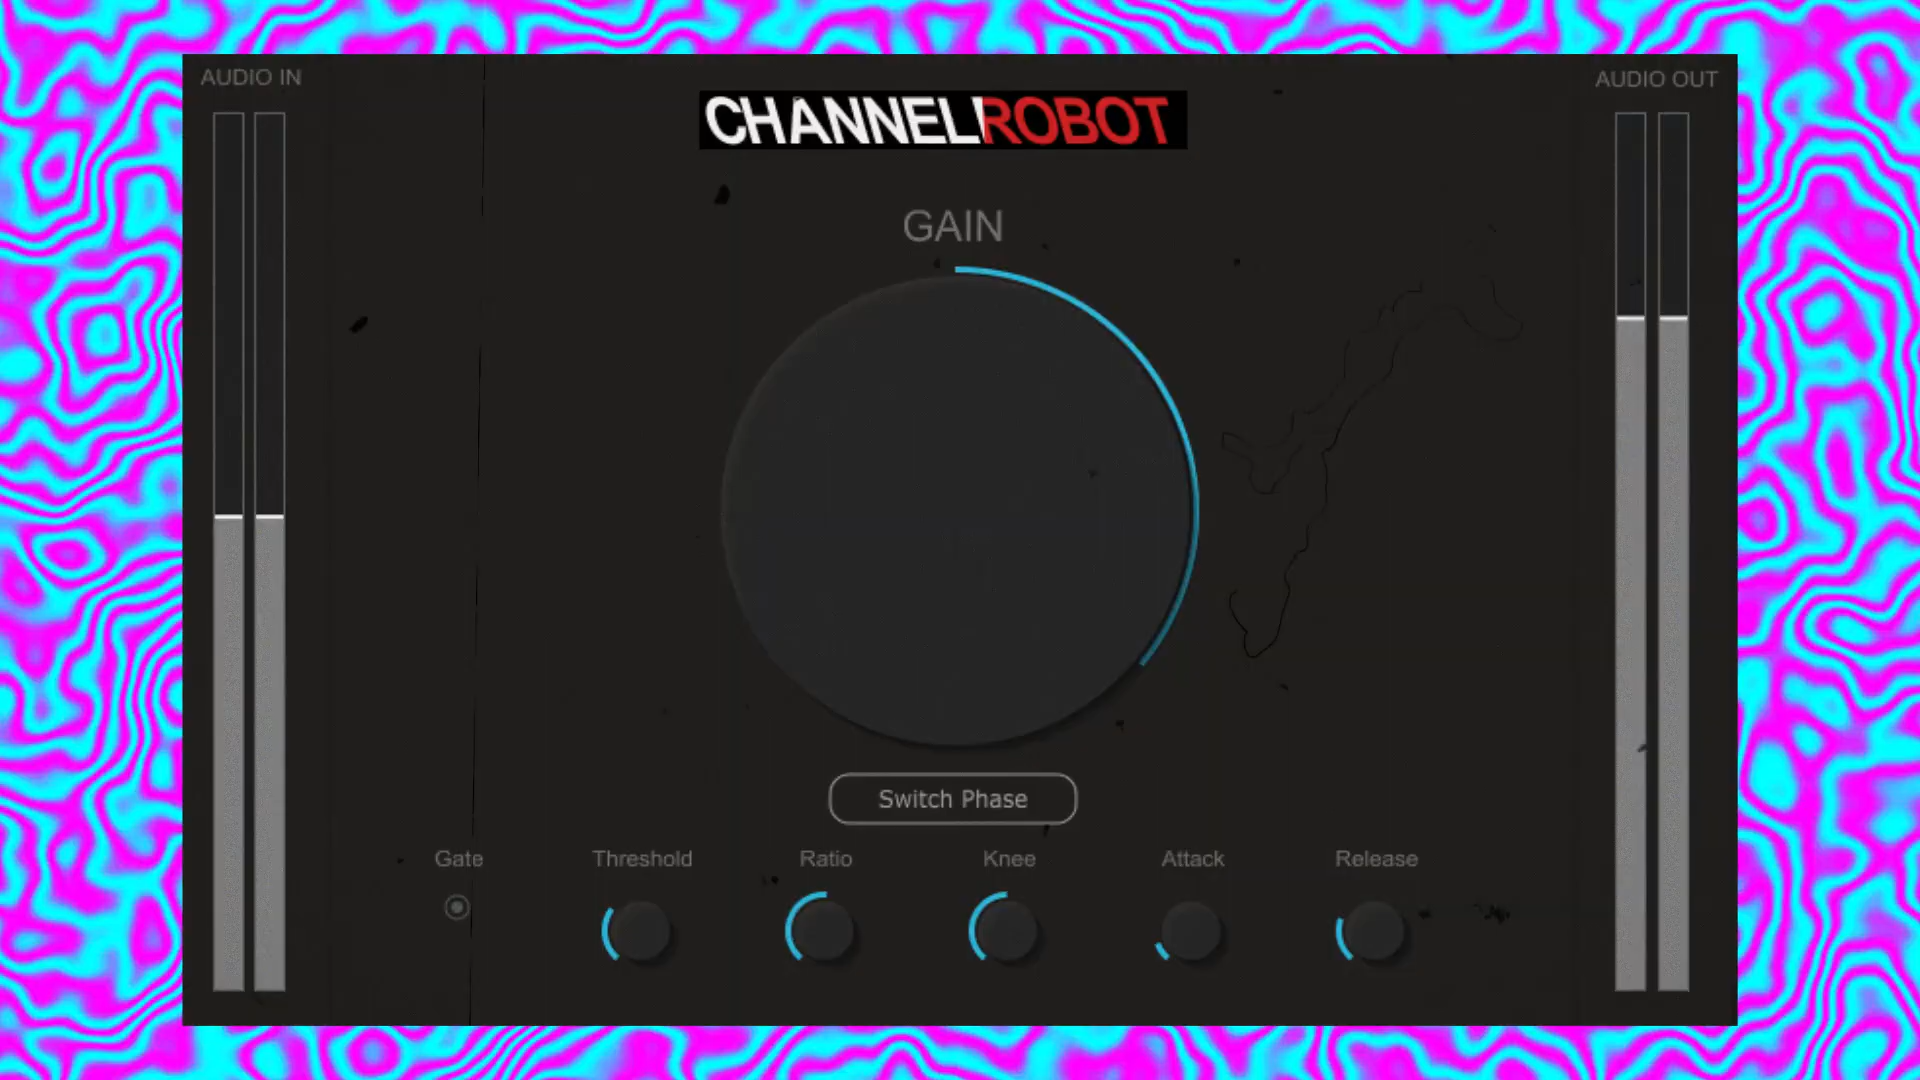 AUDIO IN
AUDIO OUT
CHANNELROBOT
GAIN
Switch Phase
Gate
Threshold
Ratio
Knee
Attack
Release